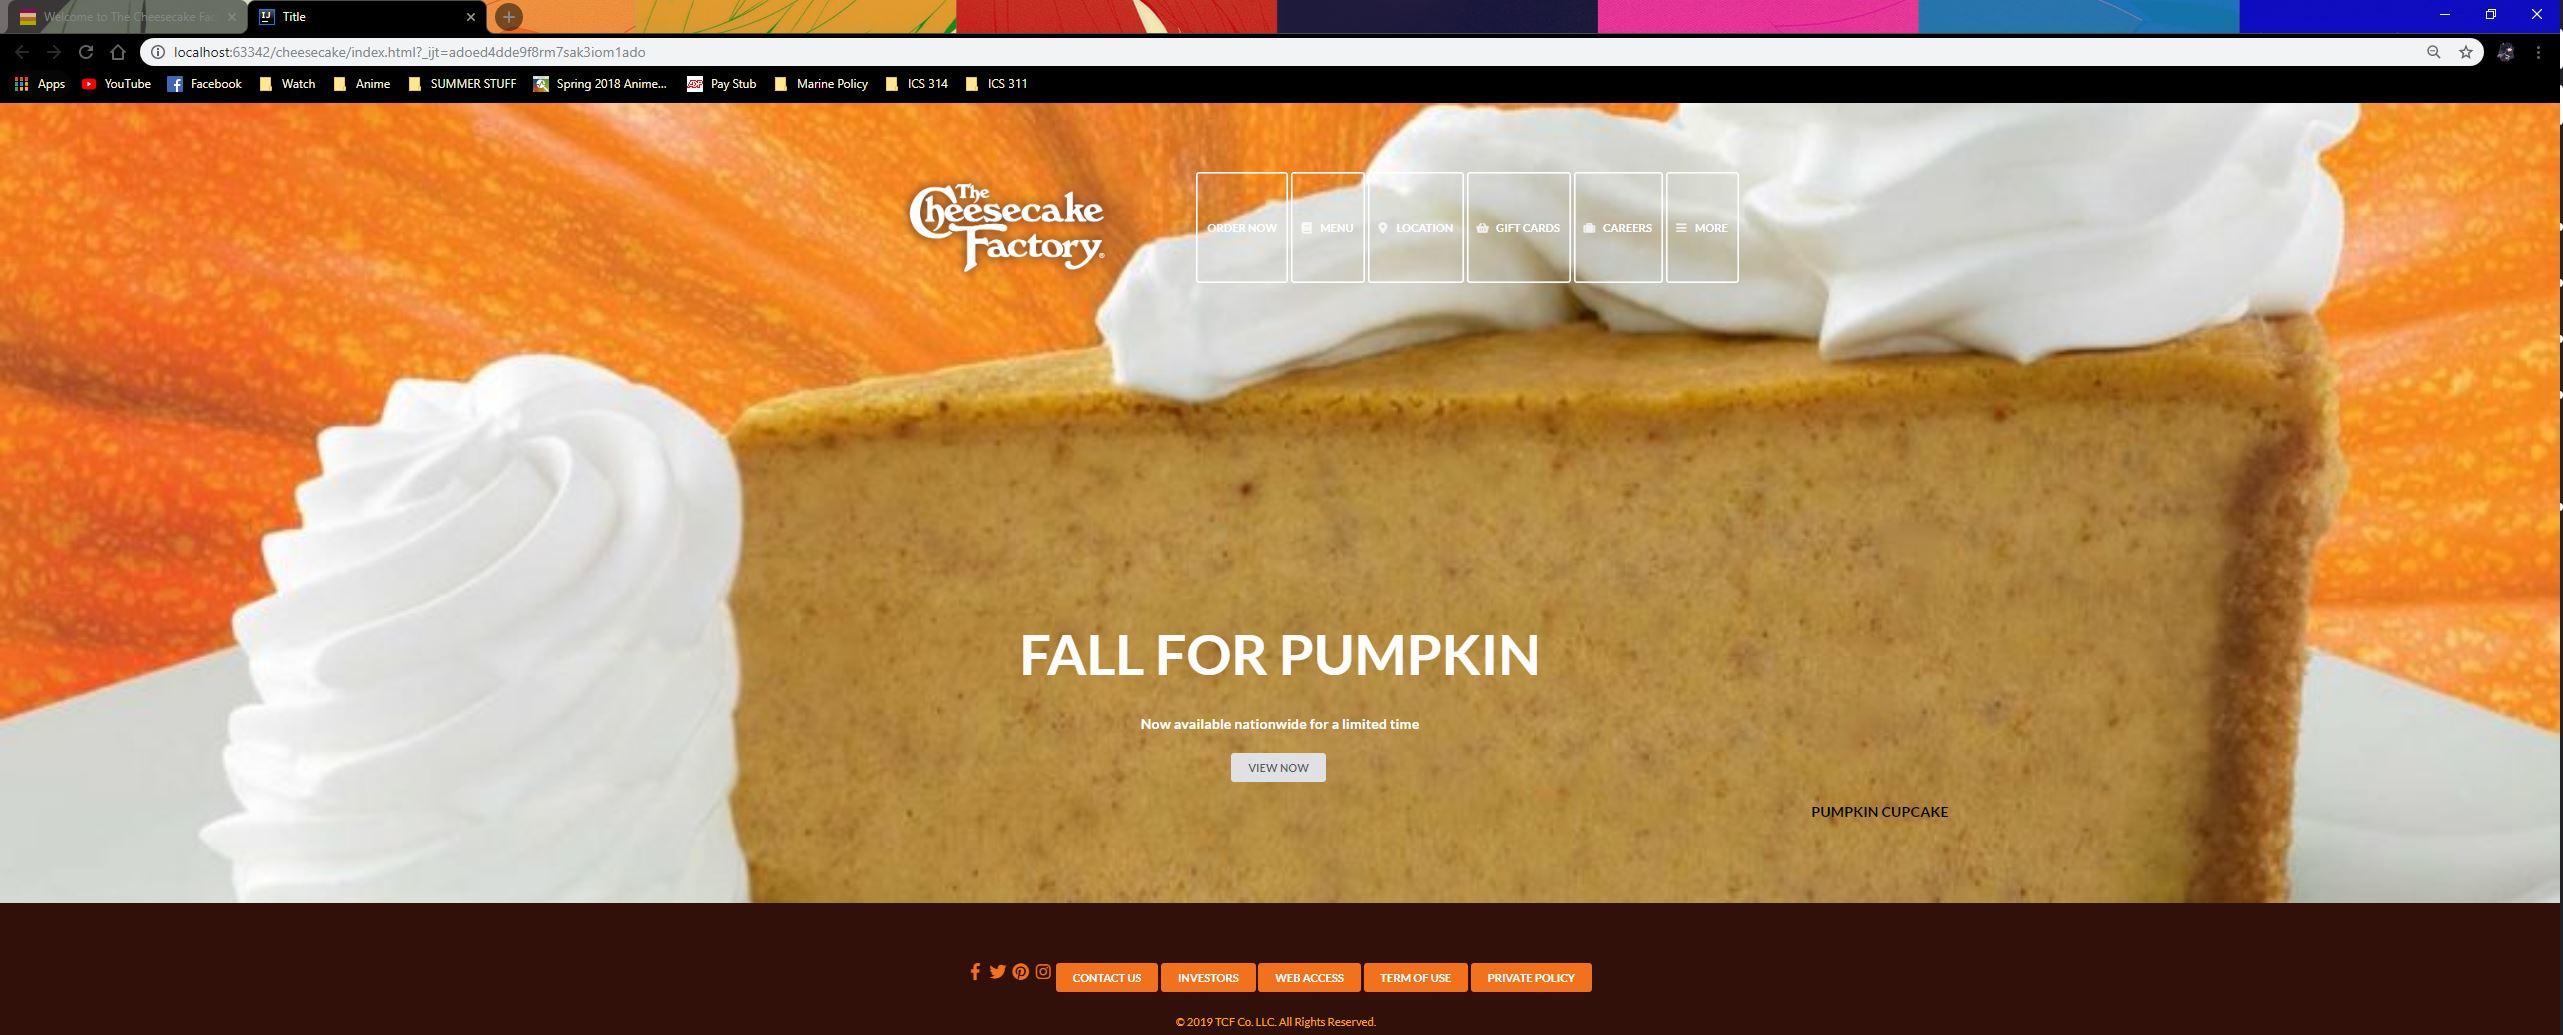 Welcome to The Cheesecake Fac
Title
localhost:63342/cheesecake/index.html?_ijt=adoed4dde9f8rm7sak3iom1ado
Apps YouTube Facebook Watch Anime SUMMER STUFF Spring 2018 Anime... ADP Pay Stub Marine Policy ICS 314 ICS 311
The
Cheesecake
Factory®
ORDER NOW MENU LOCATION GIFT CARDS CAREERS MORE
FALL FOR PUMPKIN
Now available nationwide for a limited time
VIEW NOW
PUMPKIN CUPCAKE
CONTACT US INVESTORS WEB ACCESS TERM OF USE PRIVATE POLICY
© 2019 TCF Co. LLC. All Rights Reserved.